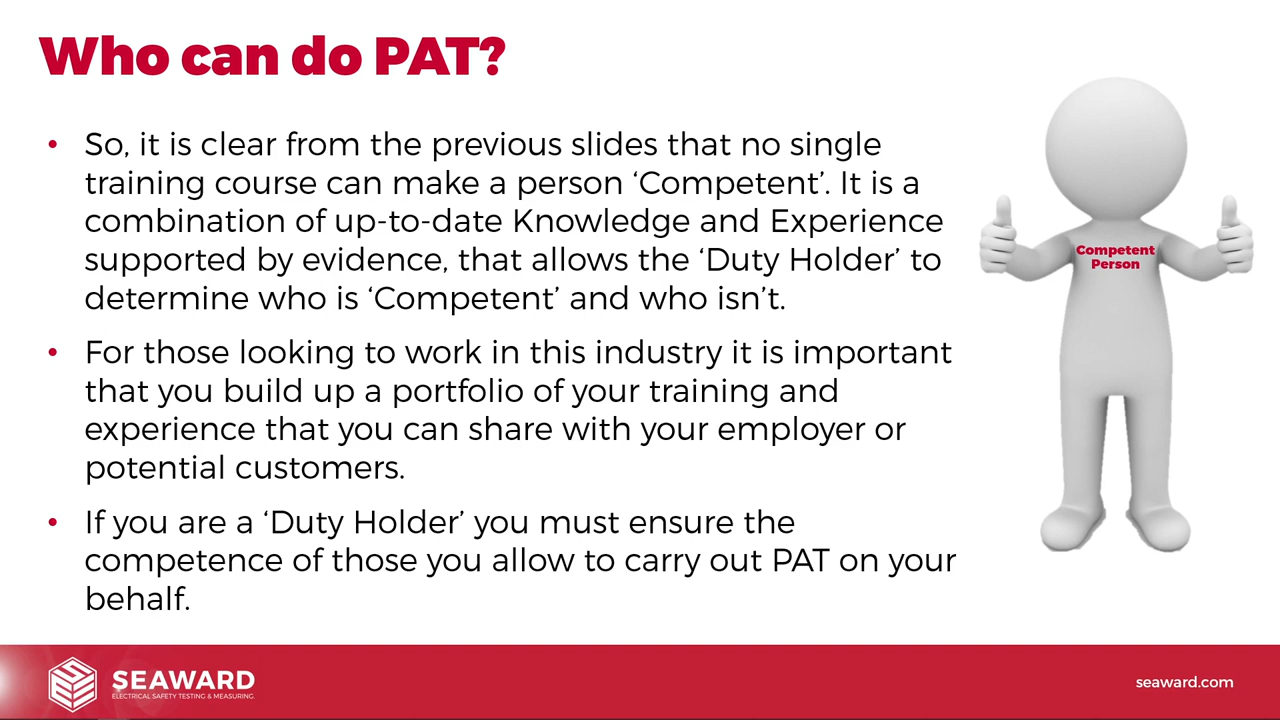 Who can do PAT?
• So, it is clear from the previous slides that no single
training course can make a person ‘Competent’. It is a
combination of up-to-date Knowledge and Experience
supported by evidence, that allows the ‘Duty Holder’ to
determine who is ‘Competent’ and who isn’t.
• For those looking to work in this industry it is important
that you build up a portfolio of your training and
experience that you can share with your employer or
potential customers.
• If you are a ‘Duty Holder’ you must ensure the
competence of those you allow to carry out PAT on your
behalf.
Competent
Person
SEAWARD
ELECTRICAL SAFETY TESTING & MEASURING.
seaward.com